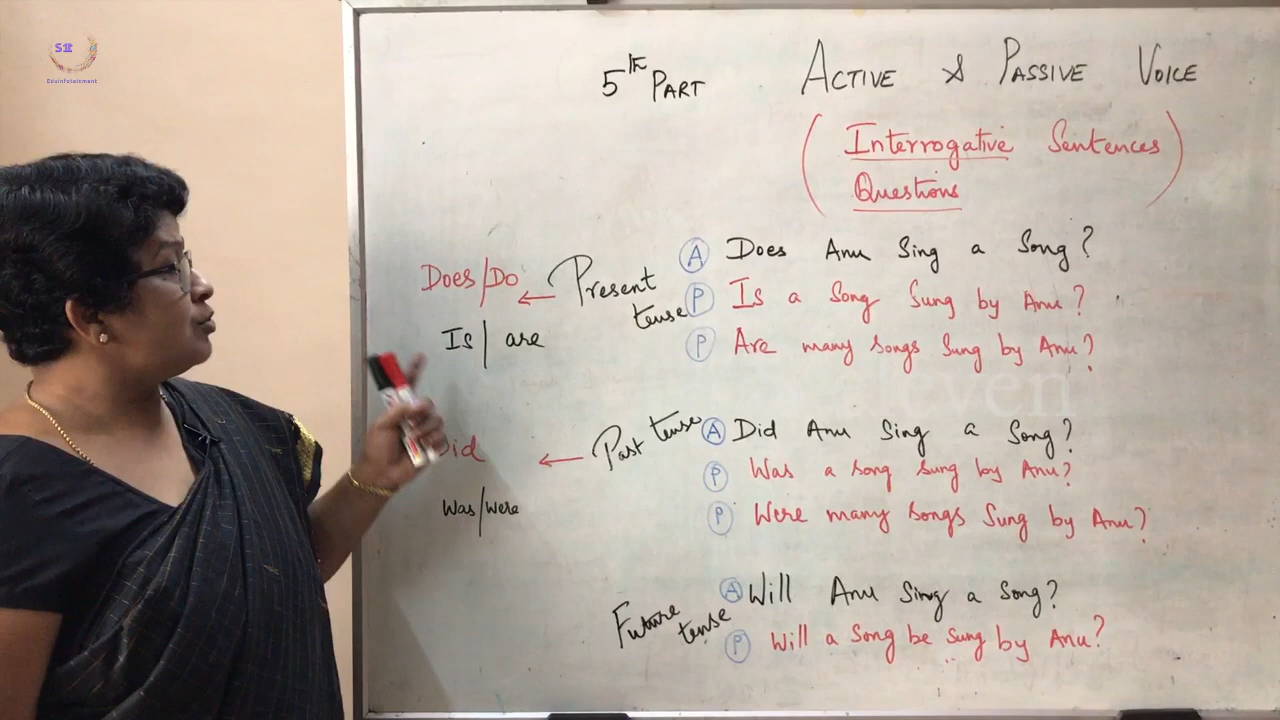 S11
Eduinfotainment
5th PART ACTIVE & PASSIVE VOICE
(Interrogative Sentences
Questions)
Does/Do ← Present tense
Is/are
A Does Anu Sing a Song?
P Is a Song Sung by Anu?
P Are many songs Sung by Anu?
Did ← Past tense
Was/Were
A Did Anu Sing a Song?
P Was a song sung by Anu?
P Were many songs Sung by Anu?
Future tense
A Will Anu Sing a Song?
P Will a Song be sung by Anu?